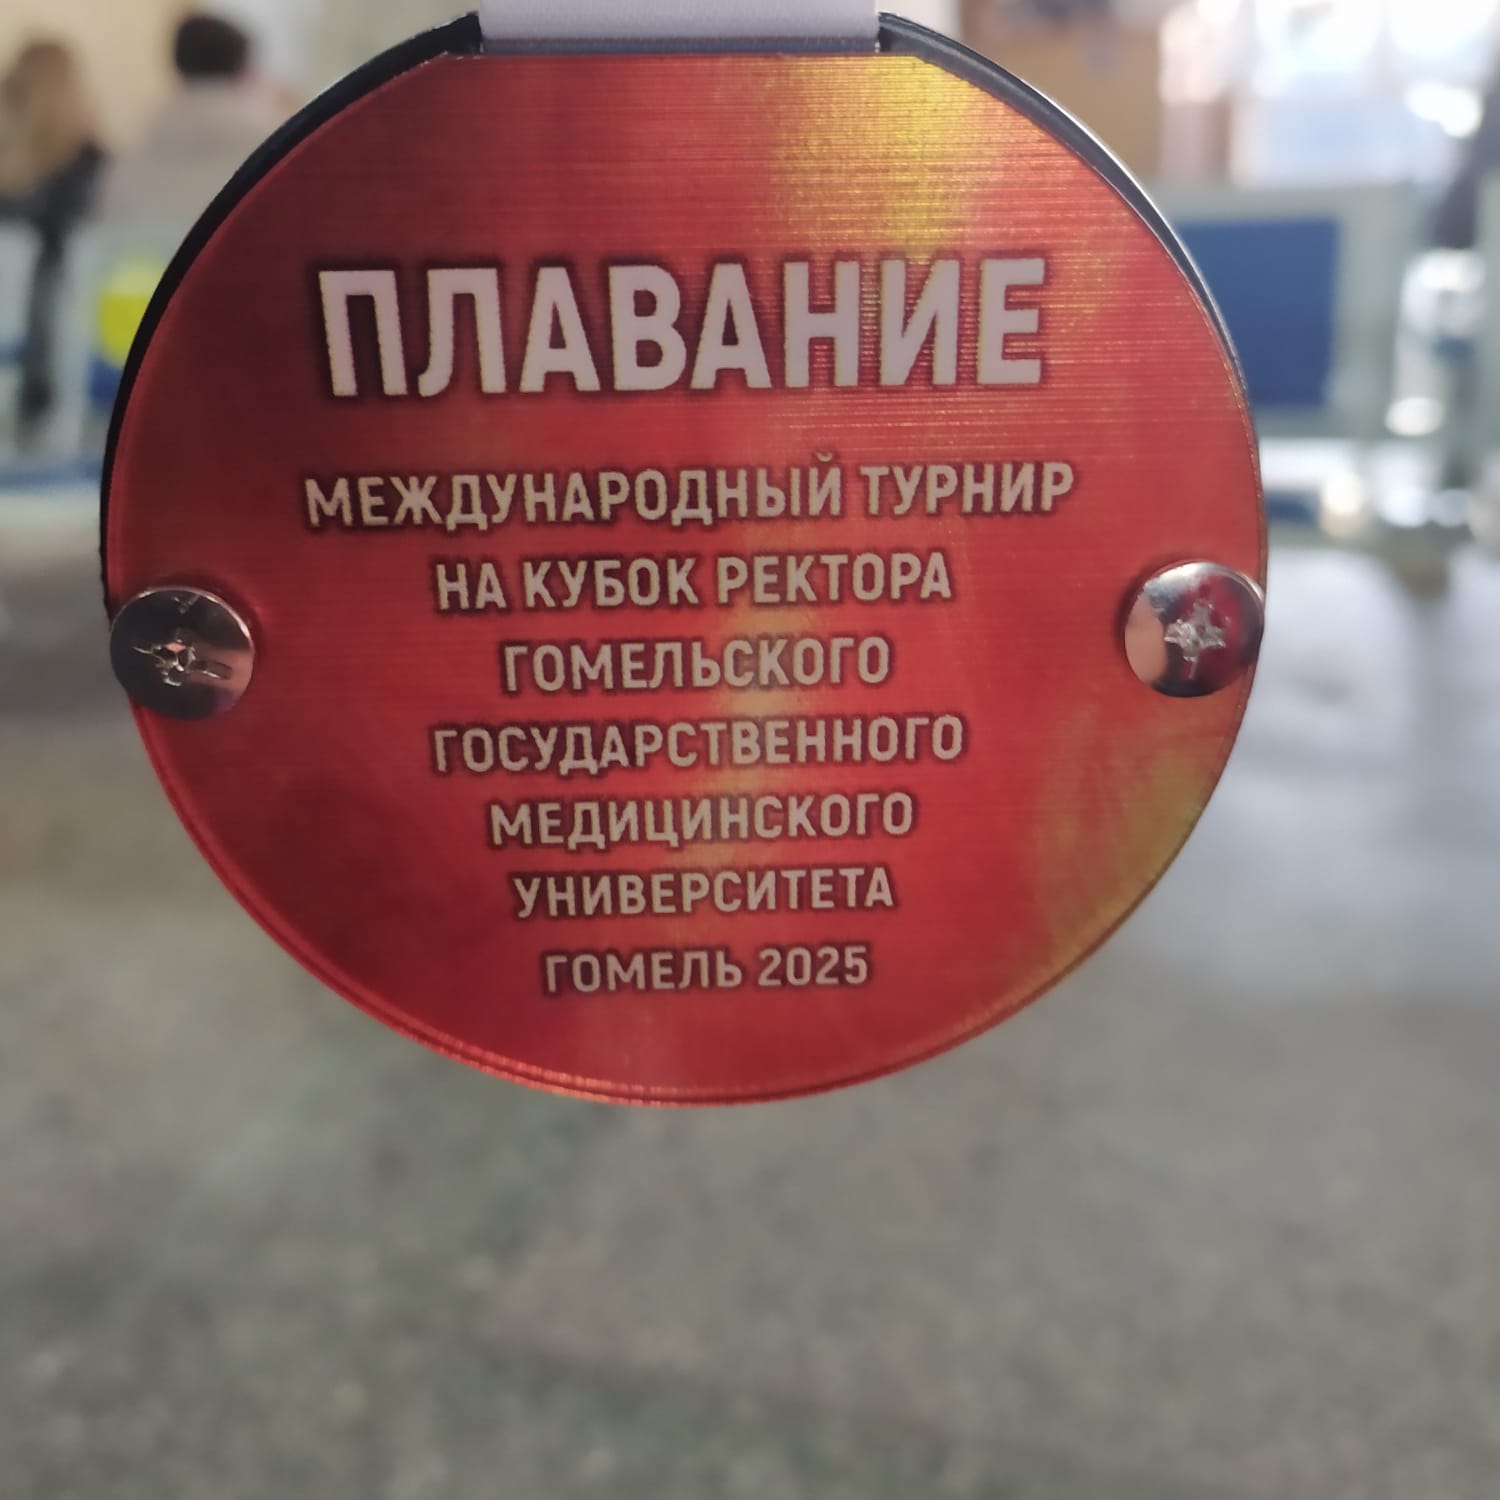 ПЛАВАНИЕ
МЕЖДУНАРОДНЫЙ ТУРНИР
НА КУБОК РЕКТОРА
ГОМЕЛЬСКОГО
ГОСУДАРСТВЕННОГО
МЕДИЦИНСКОГО
УНИВЕРСИТЕТА
ГОМЕЛЬ 2025